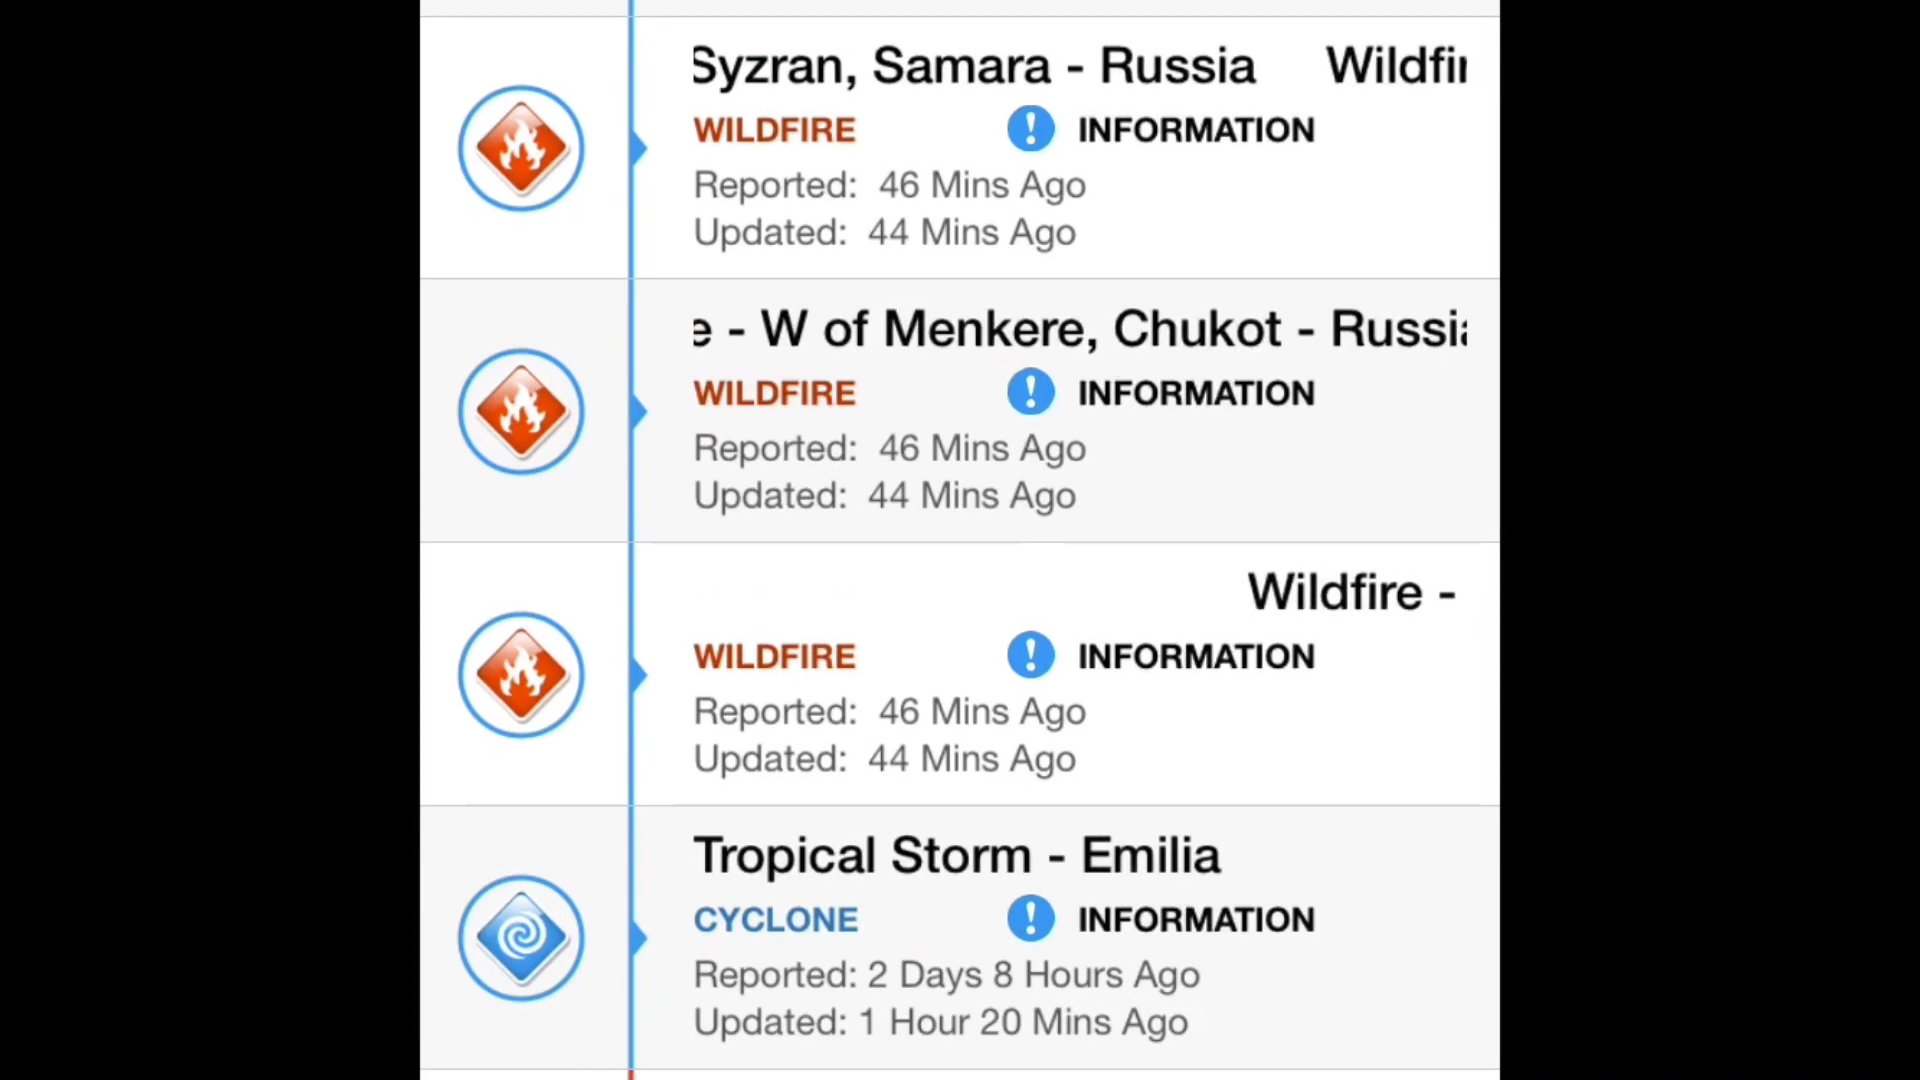 Syzran, Samara - Russia Wildfir
WILDFIRE ! INFORMATION
Reported: 46 Mins Ago
Updated: 44 Mins Ago
e - W of Menkere, Chukot - Russia
WILDFIRE ! INFORMATION
Reported: 46 Mins Ago
Updated: 44 Mins Ago
Wildfire -
WILDFIRE ! INFORMATION
Reported: 46 Mins Ago
Updated: 44 Mins Ago
Tropical Storm - Emilia
CYCLONE ! INFORMATION
Reported: 2 Days 8 Hours Ago
Updated: 1 Hour 20 Mins Ago